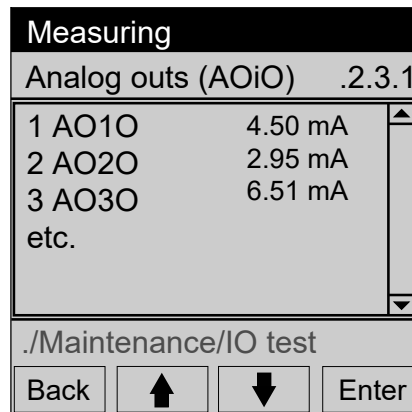 Measuring
Analog outs (AOiO) .2.3.1
1 AO1O 4.50 mA
2 AO2O 2.95 mA
3 AO3O 6.51 mA
etc.
./Maintenance/IO test
Back Enter